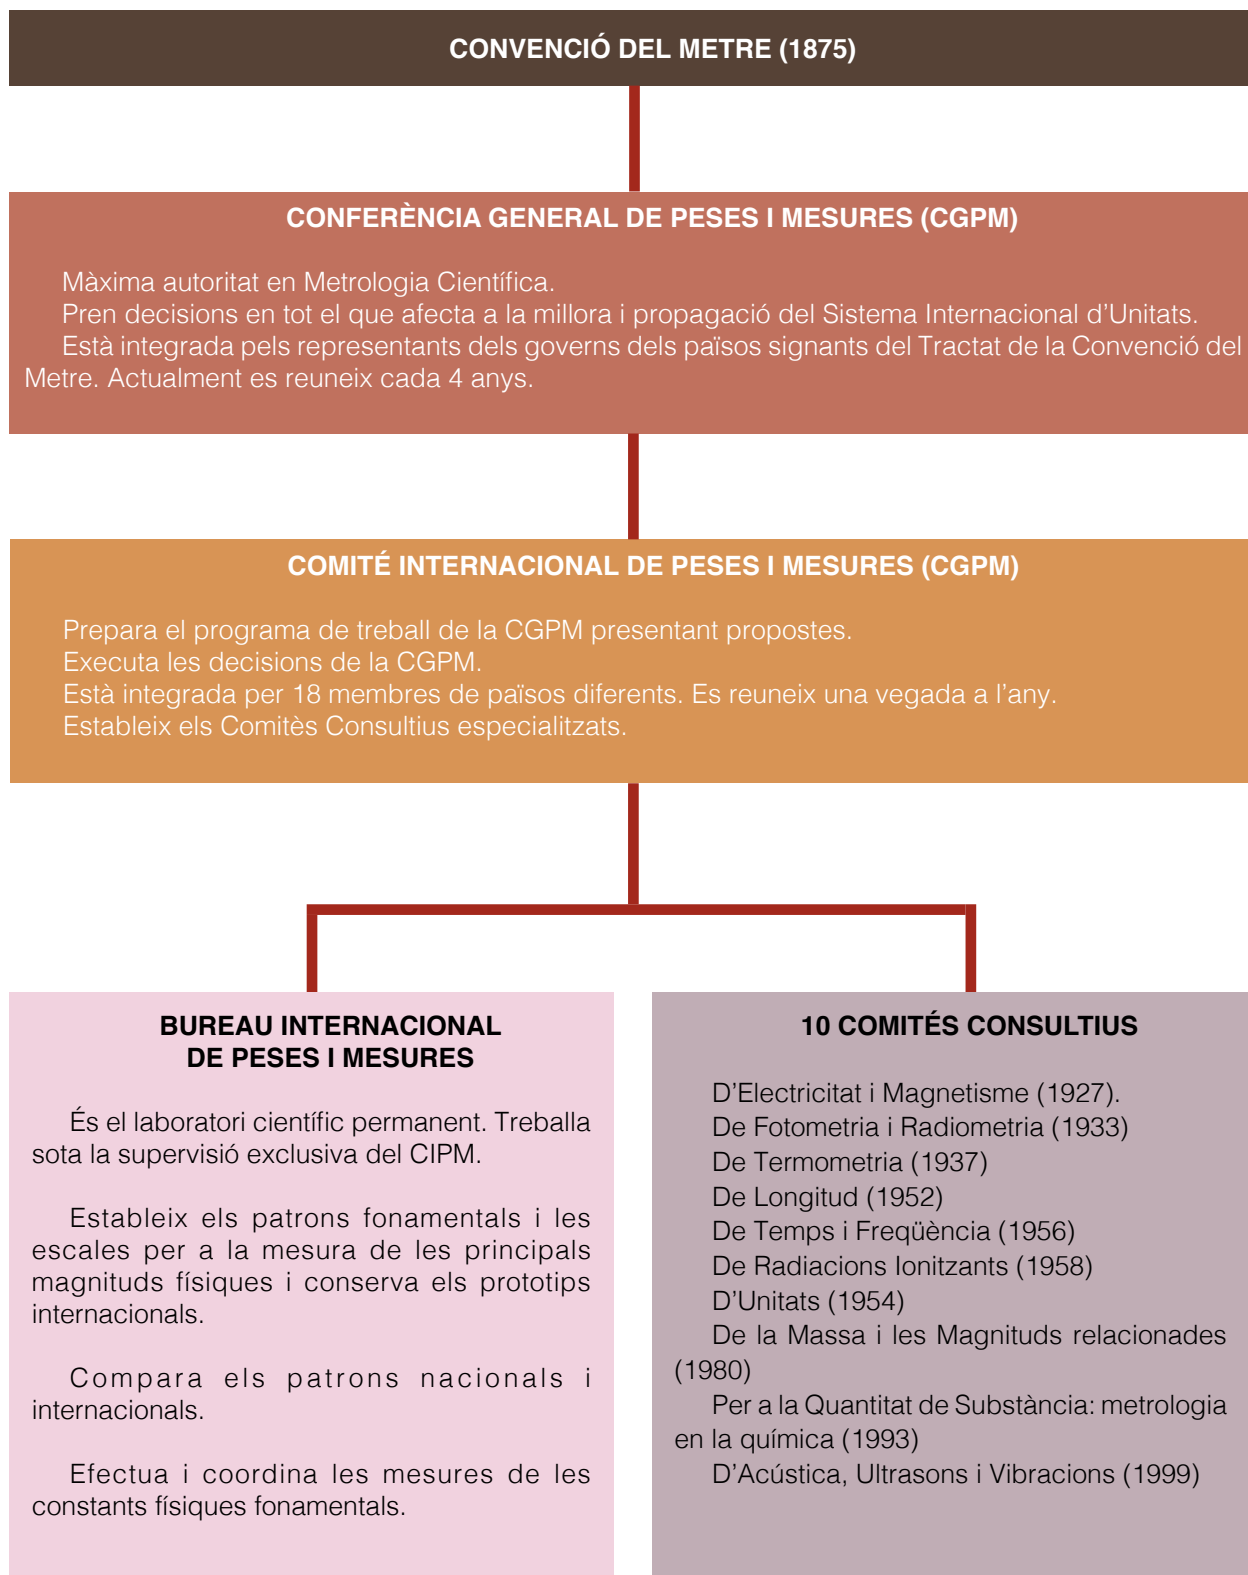 CONVENCIÓ DEL METRE (1875)
CONFERÈNCIA GENERAL DE PESES I MESURES (CGPM)
Màxima autoritat en Metrologia Científica.
Pren decisions en tot el que afecta a la millora i propagació del Sistema Internacional d’Unitats.
Està integrada pels representants dels governs dels països signants del Tractat de la Convenció del
Metre. Actualment es reuneix cada 4 anys.
COMITÉ INTERNACIONAL DE PESES I MESURES (CGPM)
Prepara el programa de treball de la CGPM presentant propostes.
Executa les decisions de la CGPM.
Està integrada per 18 membres de països diferents. Es reuneix una vegada a l’any.
Estableix els Comitès Consultius especialitzats.
BUREAU INTERNACIONAL
DE PESES I MESURES
És el laboratori científic permanent. Treballa
sota la supervisió exclusiva del CIPM.
Estableix els patrons fonamentals i les
escales per a la mesura de les principals
magnituds físiques i conserva els prototips
internacionals.
Compara els patrons nacionals i
internacionals.
Efectua i coordina les mesures de les
constants físiques fonamentals.
10 COMITÉS CONSULTIUS
D’Electricitat i Magnetisme (1927).
De Fotometria i Radiometria (1933)
De Termometria (1937)
De Longitud (1952)
De Temps i Freqüència (1956)
De Radiacions Ionitzants (1958)
D’Unitats (1954)
De la Massa i les Magnituds relacionades
(1980)
Per a la Quantitat de Substància: metrologia
en la química (1993)
D’Acústica, Ultrasons i Vibracions (1999)